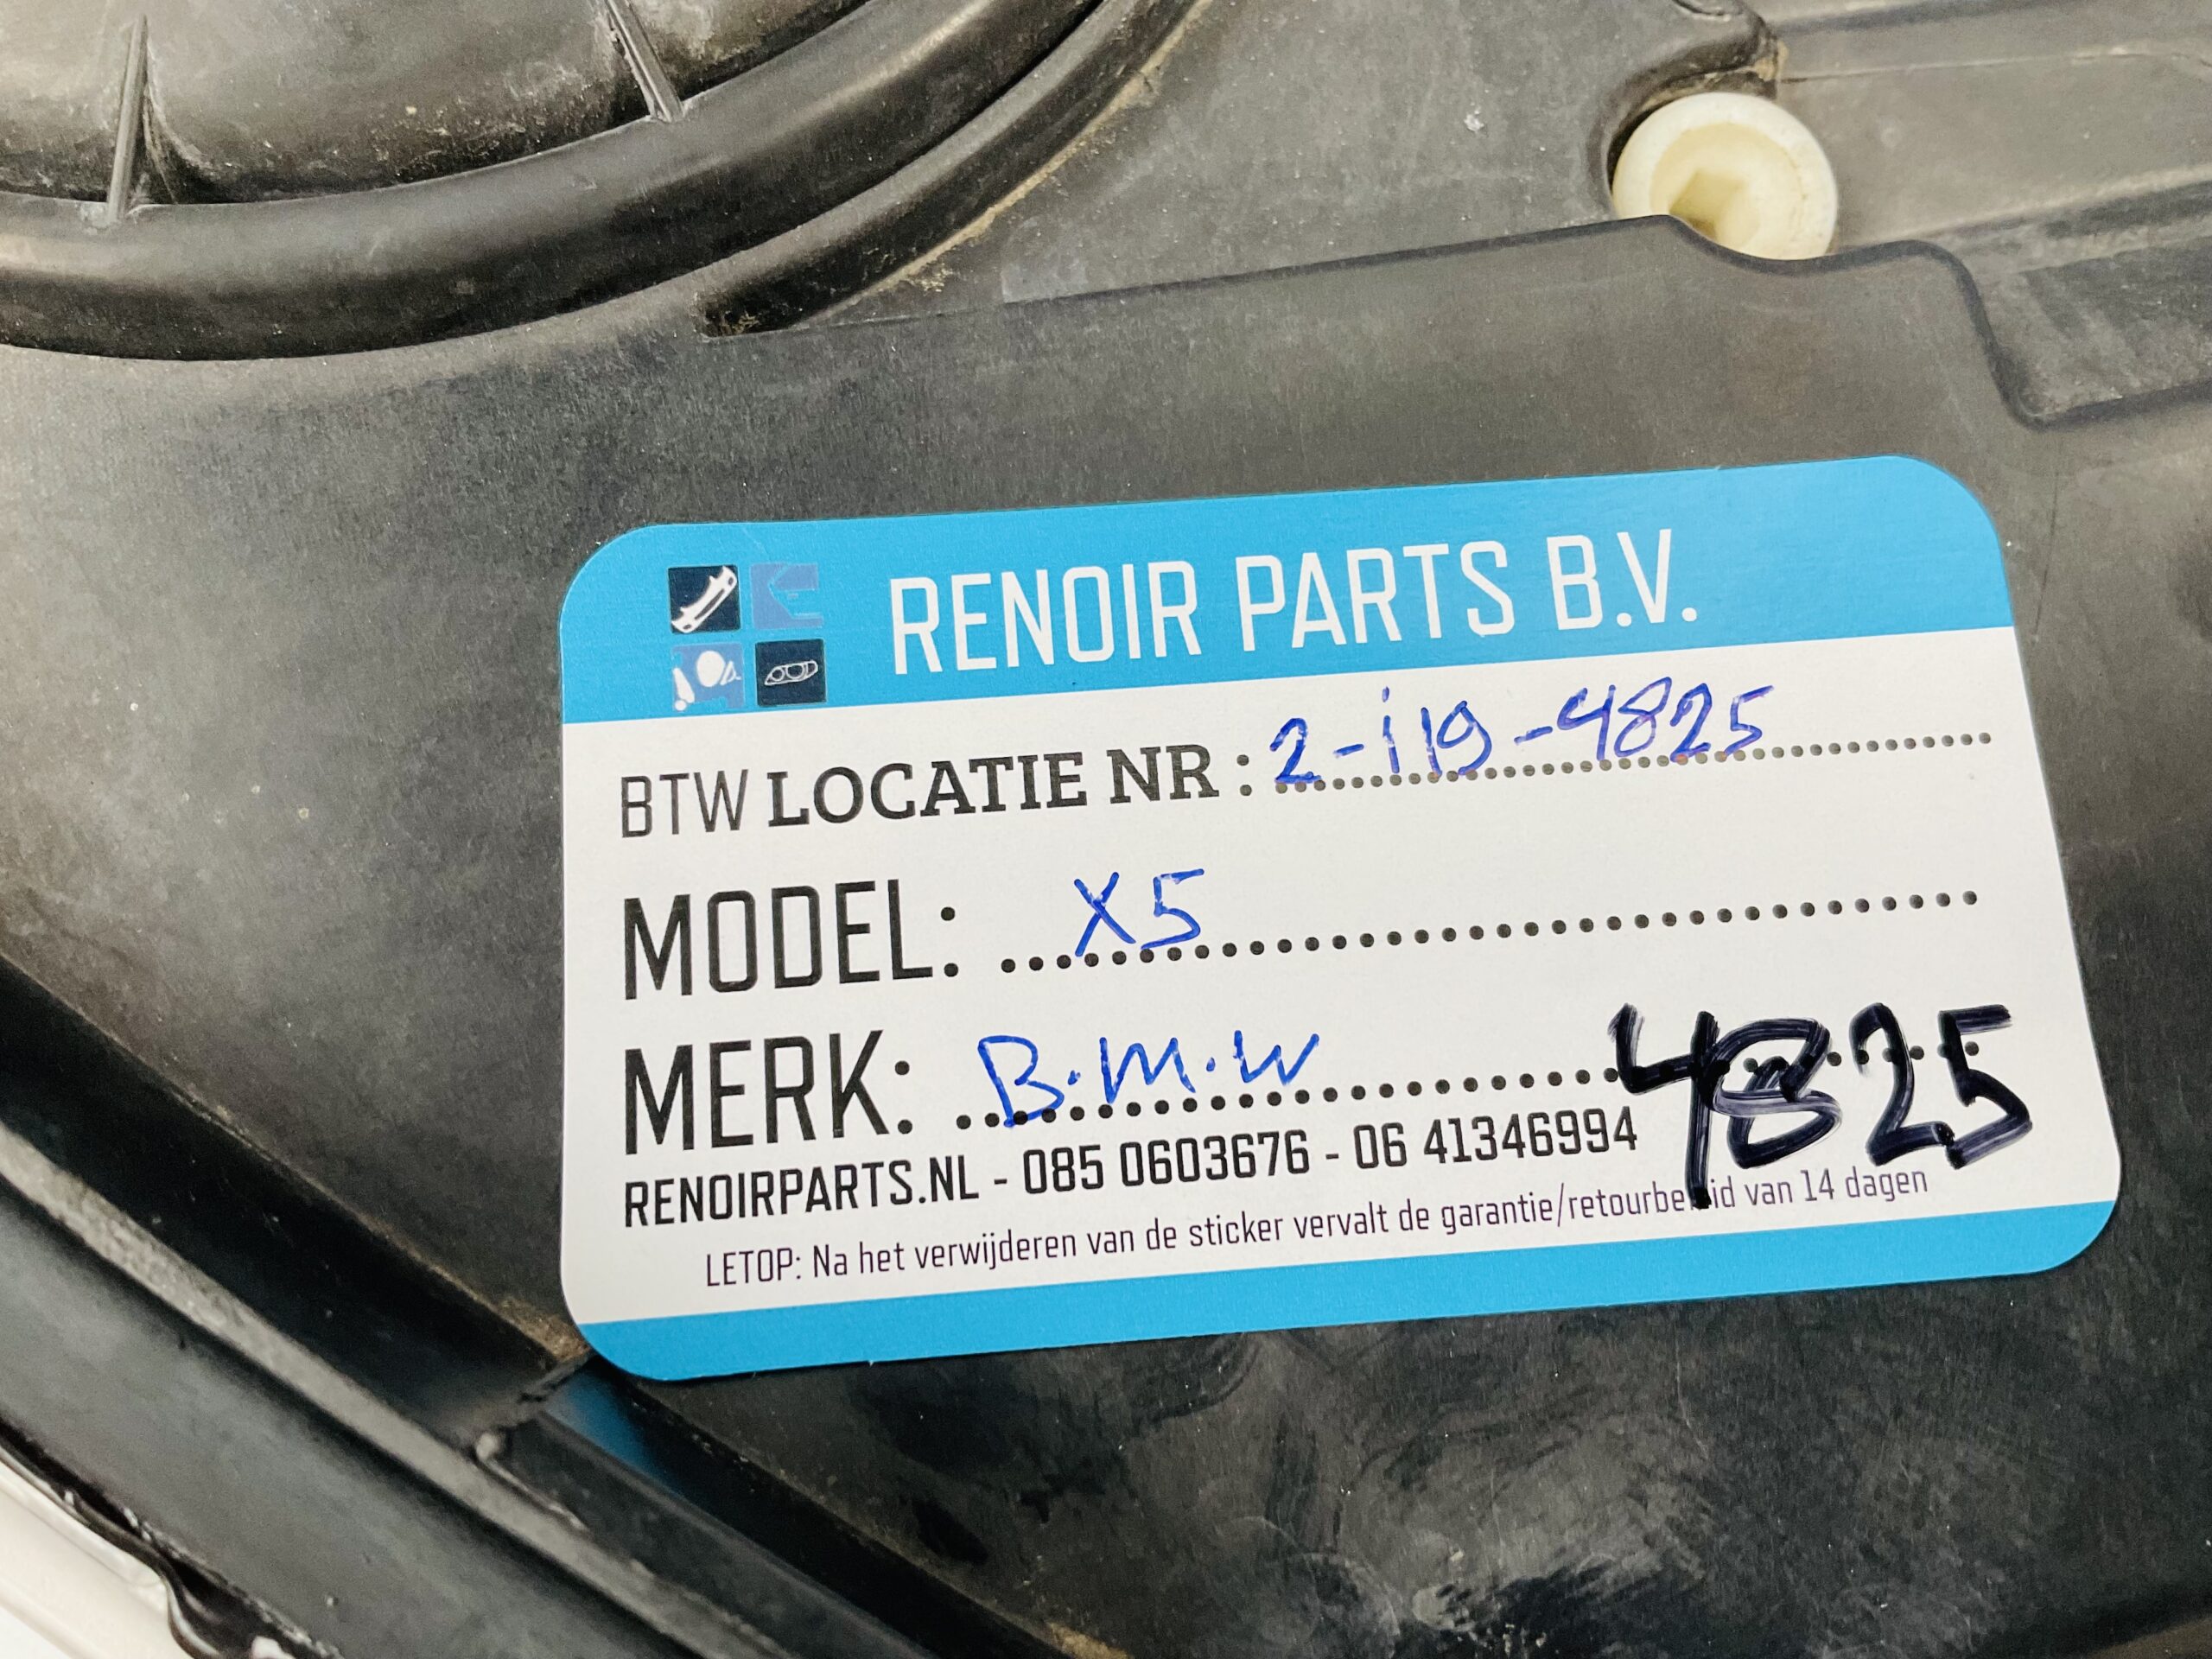 RENOIR PARTS B.V.
BTW LOCATIE NR : 2-i19-4825
MODEL: X5
MERK: B.M.W
4825
RENOIRPARTS.NL - 085 0603676 - 06 41346994
LETOP: Na het verwijderen van de sticker vervalt de garantie/retourbeleid van 14 dagen